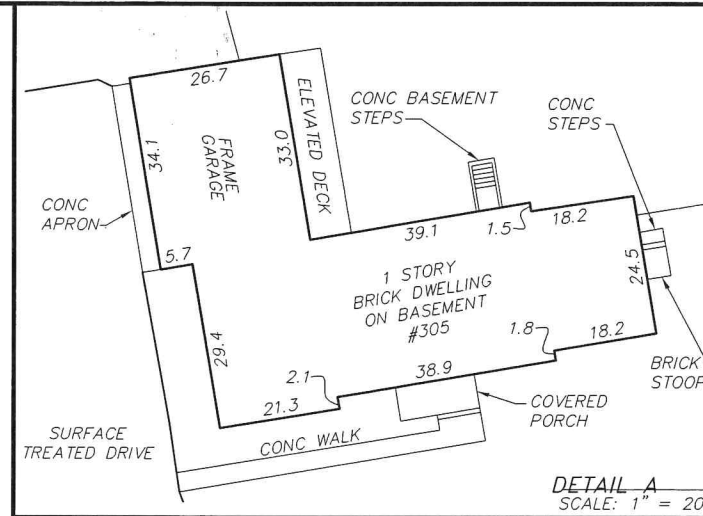 26.7
ELEVATED DECK
CONC BASEMENT
STEPS
CONC
STEPS
34.1
FRAME
GARAGE
33.0
CONC
APRON
39.1
1.5
18.2
5.7
1 STORY
BRICK DWELLING
ON BASEMENT
#305
24.5
29.4
1.8
18.2
2.1
38.9
BRICK
STOOP
21.3
COVERED
PORCH
SURFACE
TREATED DRIVE
CONC WALK
DETAIL A
SCALE: 1" = 20